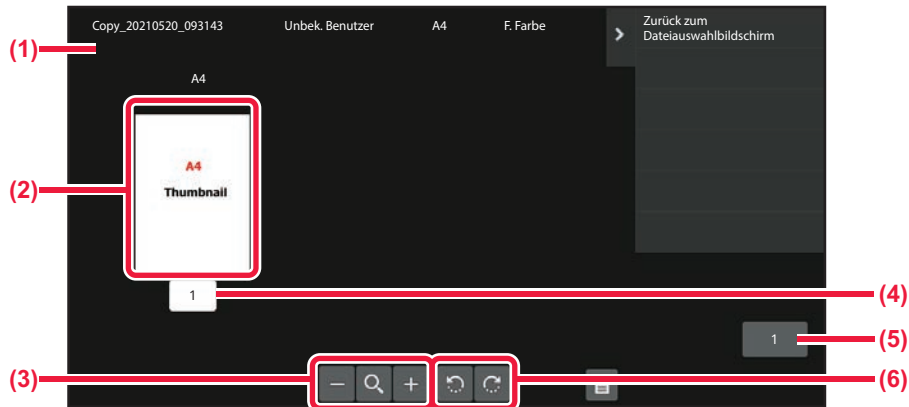 Copy_20210520_093143 Unbek. Benutzer A4 F. Farbe
Zurück zum
Dateiauswahlbildschirm
(1)
A4
A4
Thumbnail
(2)
1
(4)
1
(5)
(3)
(6)